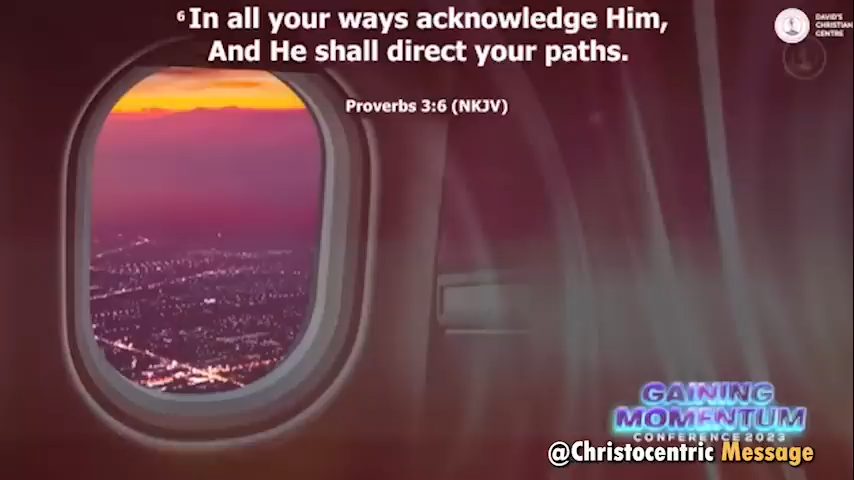 ⁶ In all your ways acknowledge Him,
And He shall direct your paths.
Proverbs 3:6 (NKJV)
DAVID'S
CHRISTIAN
CENTRE
GAINING
MOMENTUM
CONFERENCE 2023
@Christocentric Message